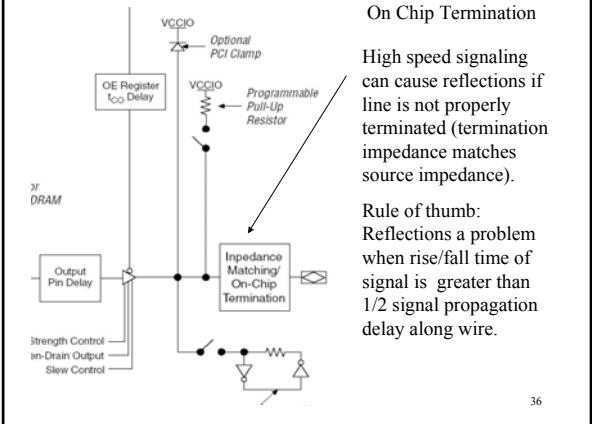 On Chip Termination
High speed signaling
can cause reflections if
line is not properly
terminated (termination
impedance matches
source impedance).
Rule of thumb:
Reflections a problem
when rise/fall time of
signal is greater than
1/2 signal propagation
delay along wire.
VCCIO
Optional
PCI Clamp
OE Register
tCO Delay
VCCIO
Programmable
Pull-Up
Resistor
or
DRAM
Output
Pin Delay
Inpedance
Matching/
On-Chip
Termination
Strength Control
en-Drain Output
Slew Control
36